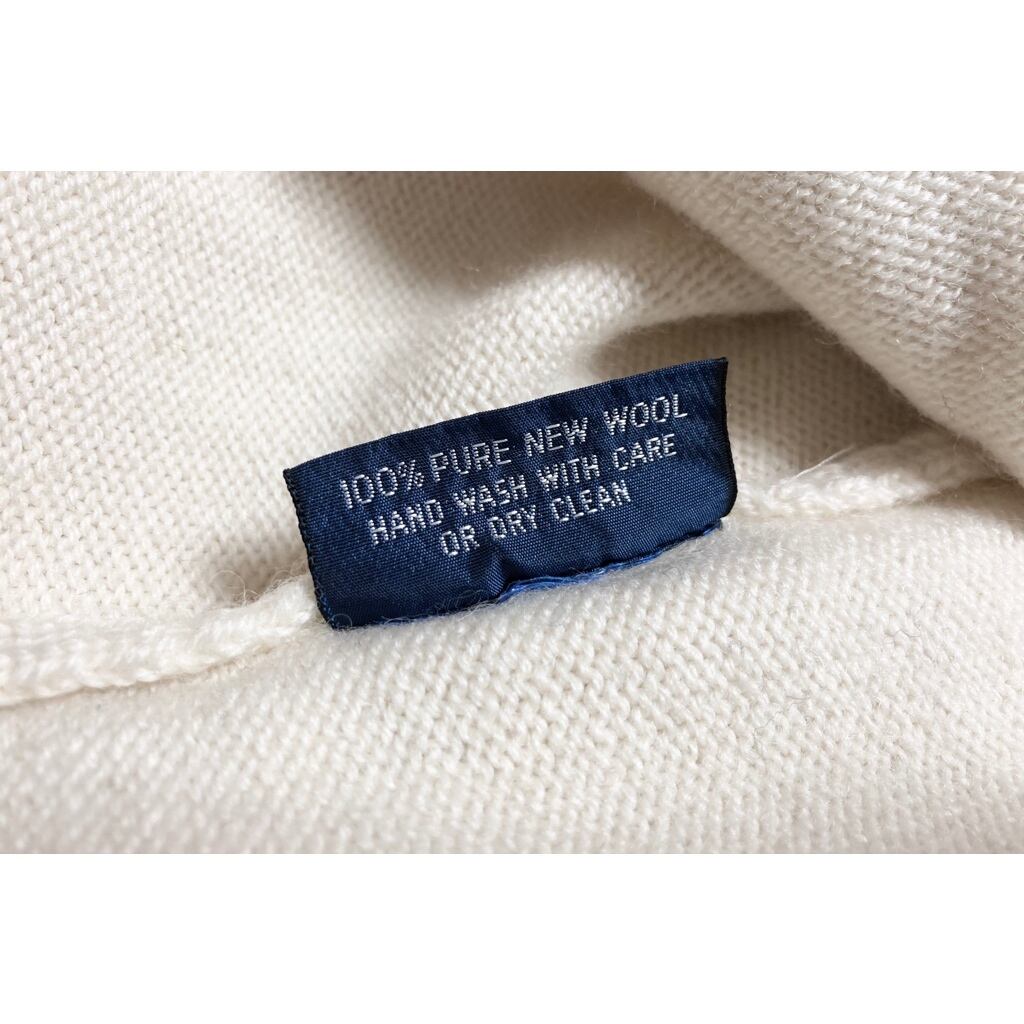 100% PURE NEW WOOL
HAND WASH WITH CARE
OR DRY CLEAN